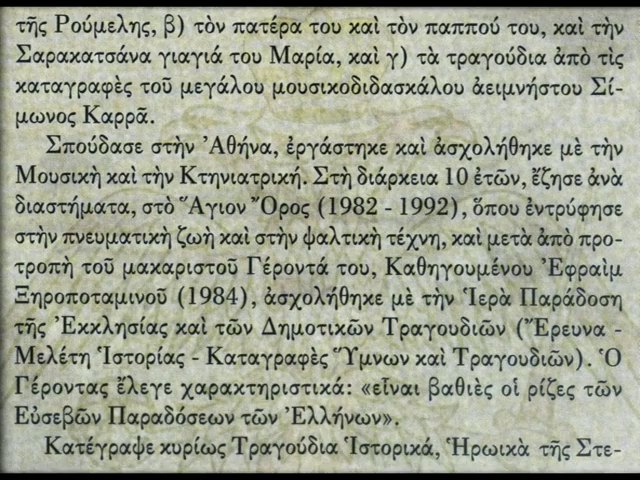 τῆς Ρούμελης, β) τὸν πατέρα του καὶ τὸν παππού του, καὶ τὴν
Σαρακατσάνα γιαγιά του Μαρία, καὶ γ) τὰ τραγούδια ἀπὸ τὶς
καταγραφὲς τοῦ μεγάλου μουσικοδιδασκάλου ἀειμνήστου Σί-
μωνος Καρρᾶ.
Σπούδασε στὴν Ἀθήνα, ἐργάστηκε καὶ ἀσχολήθηκε μὲ τὴν
Μουσικὴ καὶ τὴν Κτηνιατρική. Στὴ διάρκεια 10 ἐτῶν, ἔζησε ἀνὰ
διαστήματα, στὸ Ἅγιον Ὄρος (1982 - 1992), ὅπου ἐντρύφησε
στὴν πνευματικὴ ζωὴ καὶ στὴν ψαλτικὴ τέχνη, καὶ μετὰ ἀπὸ προ-
τροπὴ τοῦ μακαριστοῦ Γέροντά του, Καθηγουμένου Ἐφραὶμ
Ξηροποταμινοῦ (1984), ἀσχολήθηκε μὲ τὴν Ἱερὰ Παράδοση
τῆς Ἐκκλησίας καὶ τῶν Δημοτικῶν Τραγουδιῶν (Ἔρευνα -
Μελέτη Ἱστορίας - Καταγραφὲς Ὕμνων καὶ Τραγουδιῶν). Ὁ
Γέροντας ἔλεγε χαρακτηριστικά: «εἶναι βαθιὲς οἱ ρίζες τῶν
Εὐσεβῶν Παραδόσεων τῶν Ἑλλήνων».
Κατέγραψε κυρίως Τραγούδια Ἱστορικά, Ἡρωικὰ τῆς Στε-